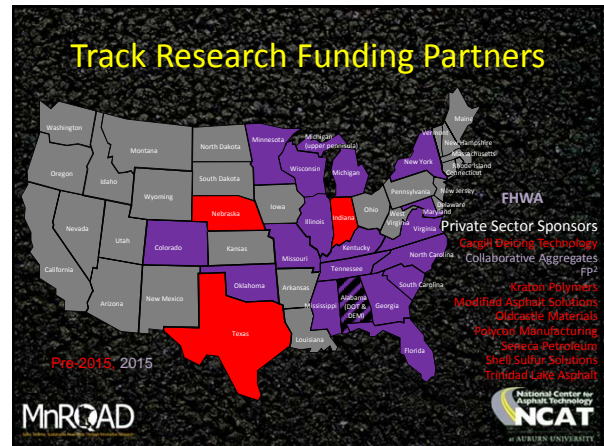 Track Research Funding Partners
Washington
Oregon
California
Nevada
Idaho
Montana
Wyoming
Utah
Arizona
Colorado
New Mexico
North Dakota
South Dakota
Nebraska
Kansas
Oklahoma
Texas
Minnesota
Iowa
Missouri
Arkansas
Louisiana
Wisconsin
Illinois
Michigan
(upper penisula)
Michigan
Indiana
Ohio
Kentucky
Tennessee
Mississippi
Alabama
(DOT &
DEM)
Georgia
Florida
South Carolina
North Carolina
Virginia
West
Virginia
Maryland
Delaware
Pennsylvania
New Jersey
New York
Connecticut
Rhode Island
Massachusetts
New Hampshire
Vermont
Maine
FHWA
Private Sector Sponsors
Cargill Deicing Technology
Collaborative Aggregates
FP²
Kraton Polymers
Modified Asphalt Solutions
Oldcastle Materials
Polycon Manufacturing
Seneca Petroleum
Shell Sulfur Solutions
Trinidad Lake Asphalt
Pre-2015, 2015
MnROAD
National Center for
Asphalt Technology
NCAT
at AUBURN UNIVERSITY